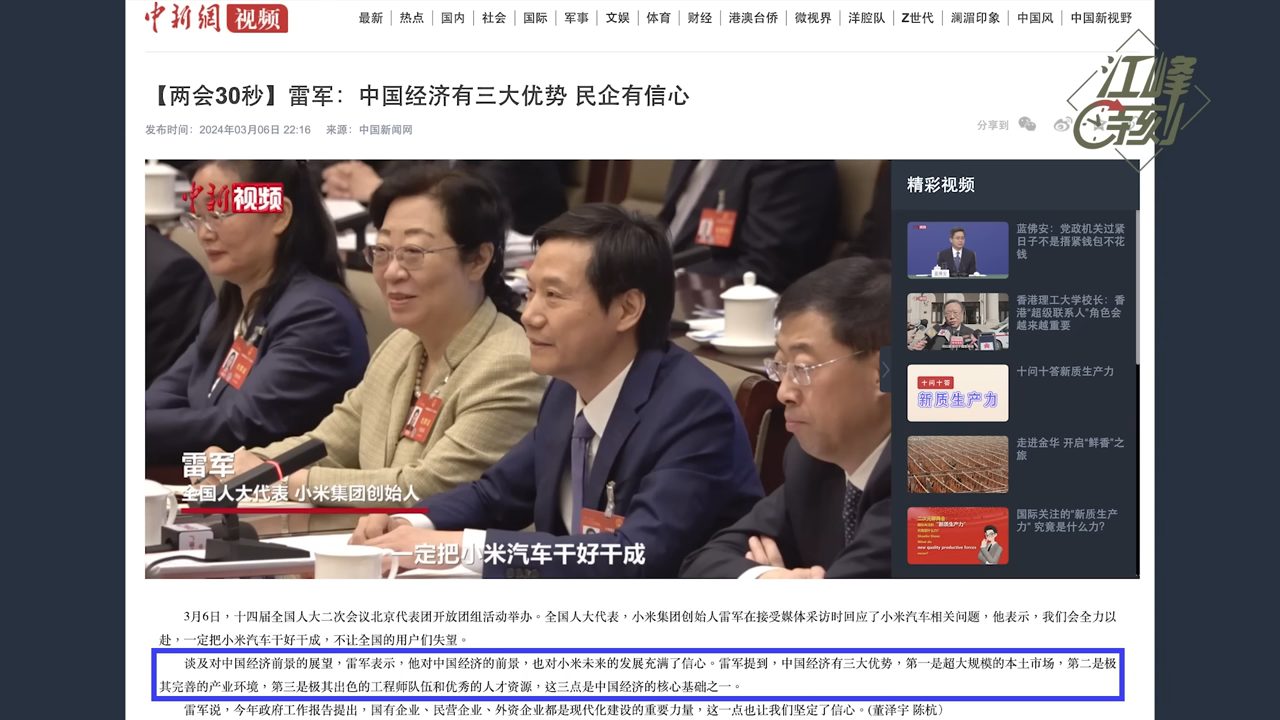 中新網 视频
最新 热点 国内 社会 国际 军事 文娱 体育 财经 港澳台侨 微视界 洋腔队 Z世代 澜湄印象 中国风 中国新视野
江峰
时刻
【两会30秒】雷军：中国经济有三大优势 民企有信心
发布时间：2024年03月06日 22:16 来源：中国新闻网
分享到
中新视频
精彩视频
蓝佛安：党政机关过紧
日子不是捂紧钱包不花
钱
香港理工大学校长：香
港“超级联系人”角色会
越来越重要
十问十答
新质生产力
十问十答新质生产力
走进金华 开启“鲜香”之
旅
new quality productive forces
国际关注的“新质生产
力” 究竟是什么力?
雷军
全国人大代表 小米集团创始人
一定把小米汽车干好干成
3月6日，十四届全国人大二次会议北京代表团开放团组活动举办。全国人大代表，小米集团创始人雷军在接受媒体采访时回应了小米汽车相关问题，他表示，我们会全力以
赴，一定把小米汽车干好干成，不让全国的用户们失望。
谈及对中国经济前景的展望，雷军表示，他对中国经济的前景，也对小米未来的发展充满了信心。雷军提到，中国经济有三大优势，第一是超大规模的本土市场，第二是极
其完善的产业环境，第三是极其出色的工程师队伍和优秀的人才资源，这三点是中国经济的核心基础之一。
雷军说，今年政府工作报告提出，国有企业、民营企业、外资企业都是现代化建设的重要力量，这一点也让我们坚定了信心。(董泽宇 陈杭）